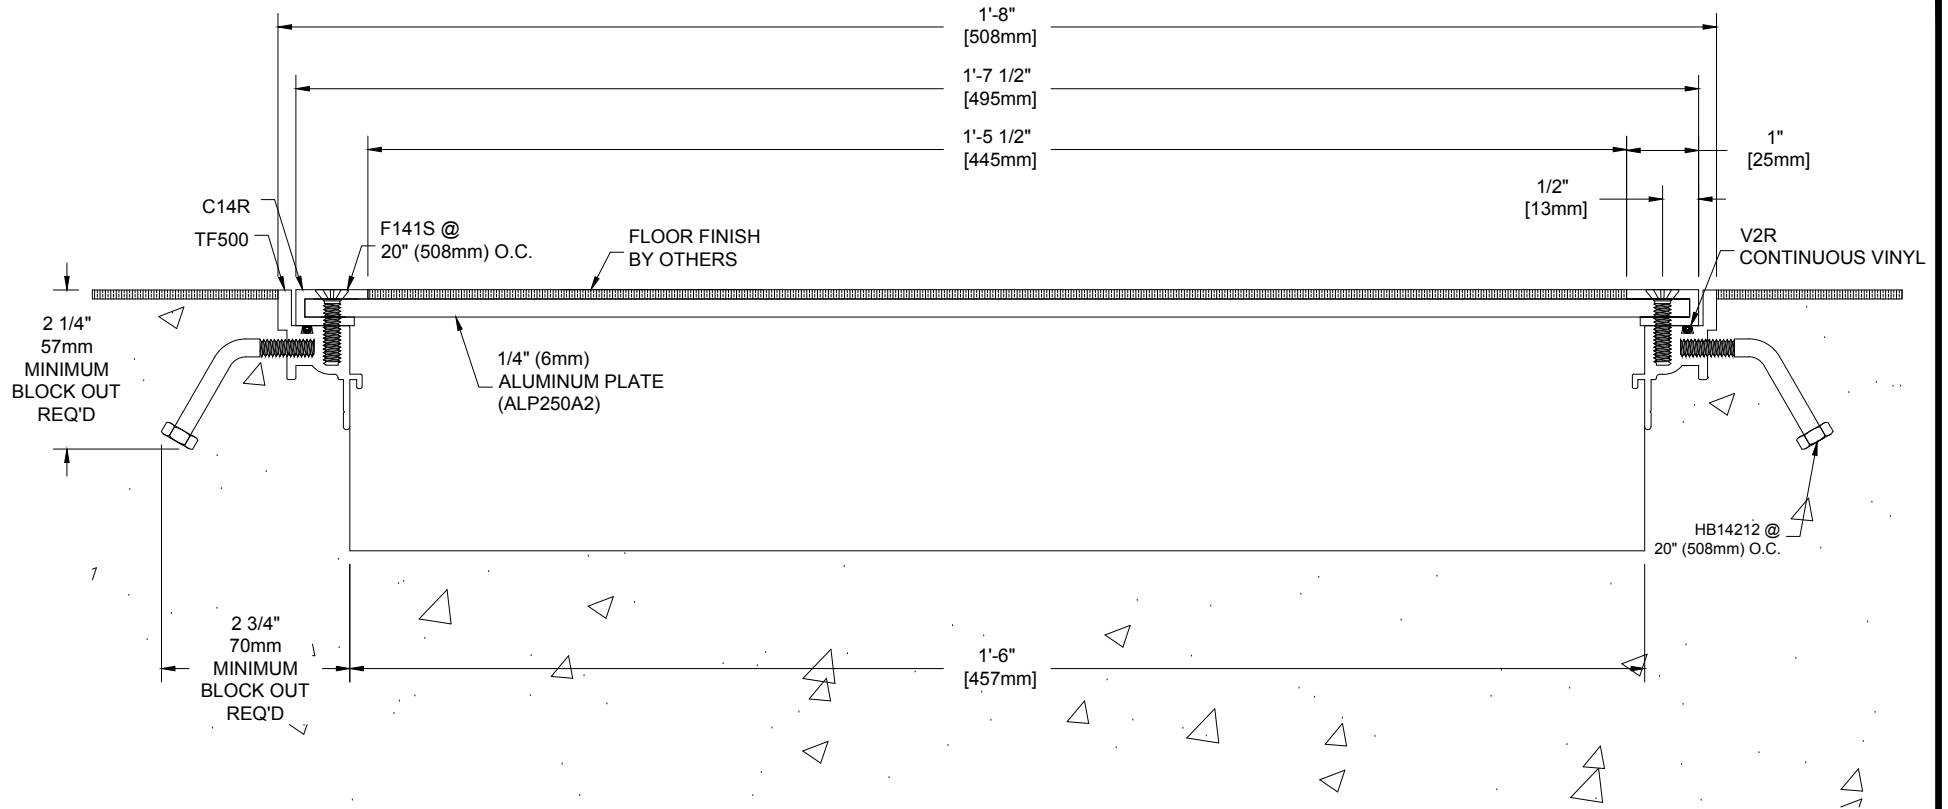 1'-8"
[508mm]
1'-7 1/2"
[495mm]
1'-5 1/2"
[445mm]
1"
[25mm]
1/2"
[13mm]
C14R
TF500
F141S @
20" (508mm) O.C.
FLOOR FINISH
BY OTHERS
V2R
CONTINUOUS VINYL
2 1/4"
57mm
MINIMUM
BLOCK OUT
REQ'D
1/4" (6mm)
ALUMINUM PLATE
(ALP250A2)
HB14212 @
20" (508mm) O.C.
2 3/4"
70mm
MINIMUM
BLOCK OUT
REQ'D
1'-6"
[457mm]